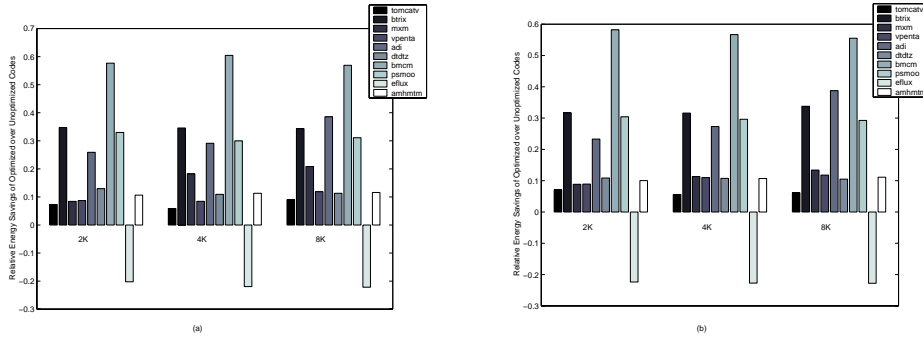 Relative Energy Savings of Optimized over Unoptimized Codes
0.7
0.6
0.5
0.4
0.3
0.2
0.1
0
−0.1
−0.2
−0.3
2K
4K
8K
tomcatv
btrix
mxm
vpenta
adi
dtdtz
bmcm
psmoo
eflux
amhmtm
(a)
Relative Energy Savings of Optimized over Unoptimized Codes
0.6
0.5
0.4
0.3
0.2
0.1
0
−0.1
−0.2
−0.3
2K
4K
8K
tomcatv
btrix
mxm
vpenta
adi
dtdtz
bmcm
psmoo
eflux
amhmtm
(b)